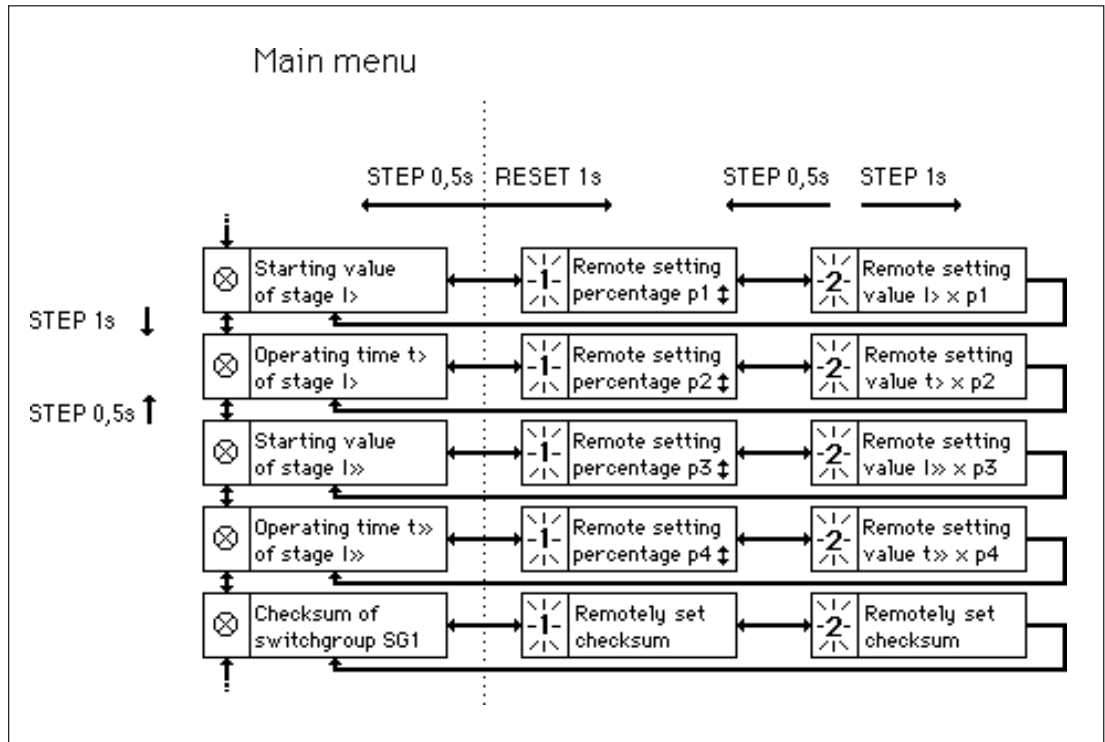 Main menu
STEP 0,5s RESET 1s STEP 0,5s STEP 1s
Starting value
of stage I>
-1-
Remote setting
percentage p1
-2-
Remote setting
value I> x p1
STEP 1s
Operating time t>
of stage I>
-1-
Remote setting
percentage p2
-2-
Remote setting
value t> x p2
STEP 0,5s
Starting value
of stage I»
-1-
Remote setting
percentage p3
-2-
Remote setting
value I» x p3
Operating time t»
of stage I»
-1-
Remote setting
percentage p4
-2-
Remote setting
value t» x p4
Checksum of
switchgroup SG1
-1-
Remotely set
checksum
-2-
Remotely set
checksum